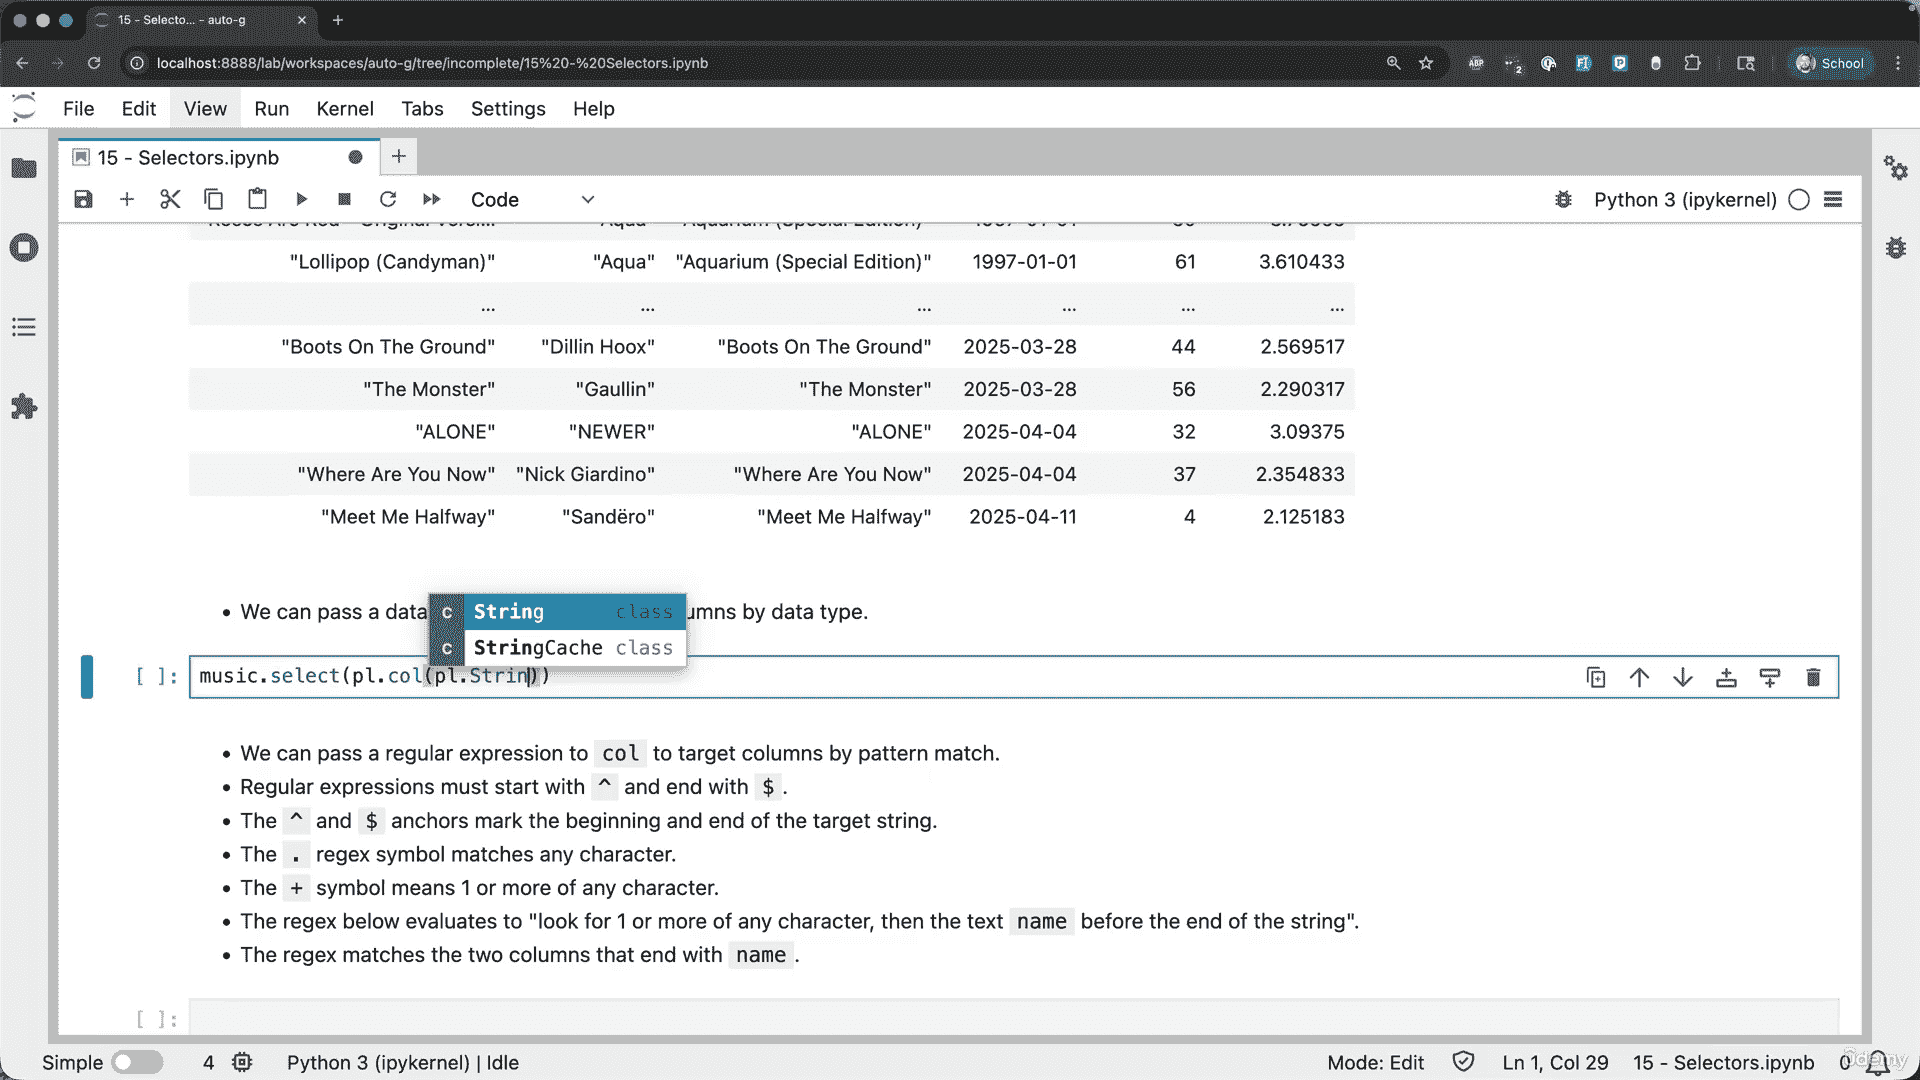 15 - Selecto... - auto-g
localhost:8888/lab/workspaces/auto-g/tree/incomplete/15%20-%20Selectors.ipynb
ABP
2
School
File Edit View Run Kernel Tabs Settings Help
15 - Selectors.ipynb
Code
Python 3 (ipykernel)
"Lollipop (Candyman)" "Aqua" "Aquarium (Special Edition)" 1997-01-01 61 3.610433
... ... ... ... ... ...
"Boots On The Ground" "Dillin Hoox" "Boots On The Ground" 2025-03-28 44 2.569517
"The Monster" "Gaullin" "The Monster" 2025-03-28 56 2.290317
"ALONE" "NEWER" "ALONE" 2025-04-04 32 3.09375
"Where Are You Now" "Nick Giardino" "Where Are You Now" 2025-04-04 37 2.354833
"Meet Me Halfway" "Sandëro" "Meet Me Halfway" 2025-04-11 4 2.125183
• We can pass a data umns by data type.
c String class
c StringCache class
[ ]: music.select(pl.col(pl.Strin))
• We can pass a regular expression to col to target columns by pattern match.
• Regular expressions must start with ^ and end with $ .
• The ^ and $ anchors mark the beginning and end of the target string.
• The . regex symbol matches any character.
• The + symbol means 1 or more of any character.
• The regex below evaluates to "look for 1 or more of any character, then the text name before the end of the string".
• The regex matches the two columns that end with name .
[ ]:
Simple 4 Python 3 (ipykernel) | Idle Mode: Edit Ln 1, Col 29 15 - Selectors.ipynb 0
udemy